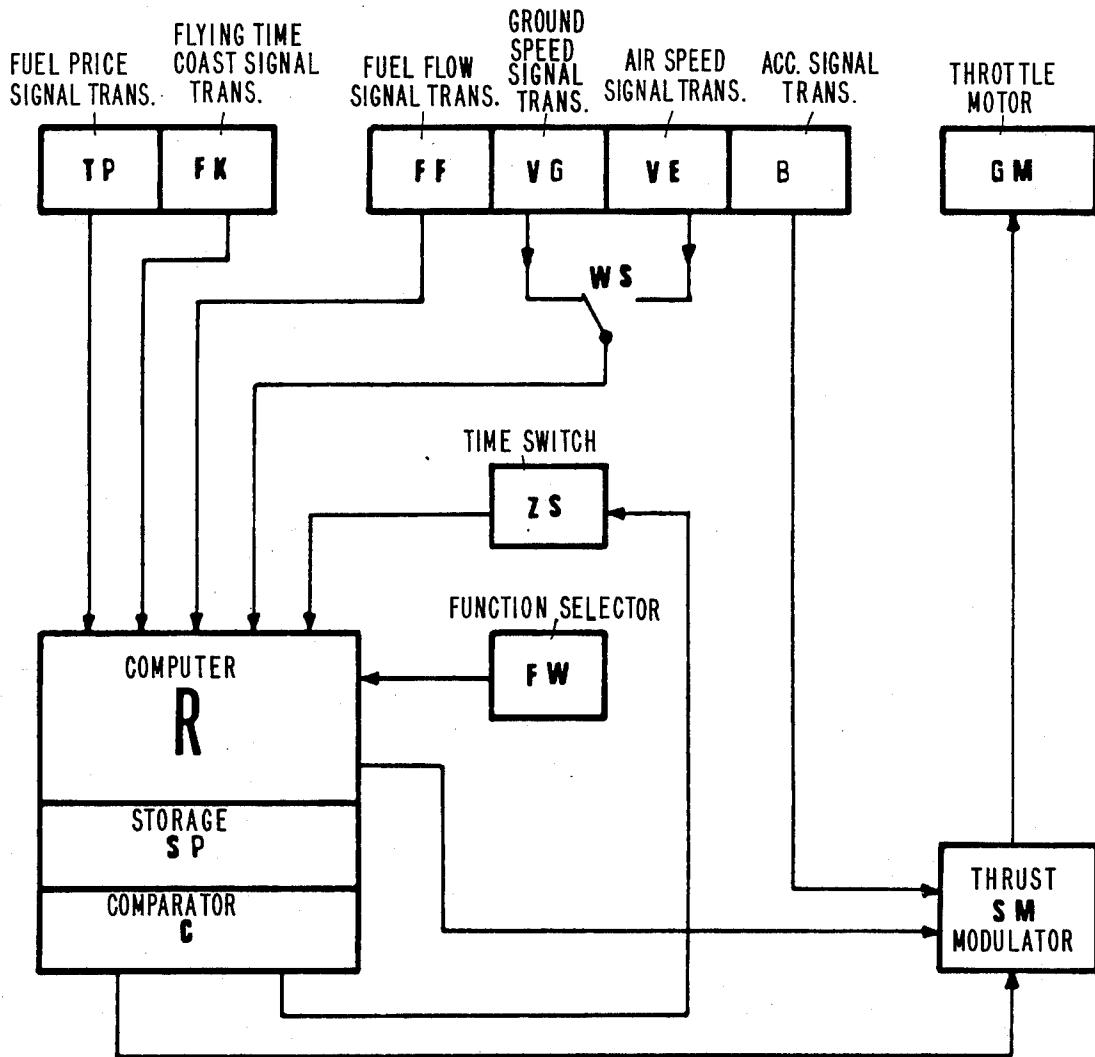 FUEL PRICE
SIGNAL TRANS.
FLYING TIME
COAST SIGNAL
TRANS.
FUEL FLOW
SIGNAL TRANS.
GROUND
SPEED
SIGNAL
TRANS.
AIR SPEED
SIGNAL TRANS.
ACC. SIGNAL
TRANS.
THROTTLE
MOTOR
TP
FK
FF
VG
VE
B
GM
WS
TIME SWITCH
ZS
FUNCTION SELECTOR
FW
COMPUTER
R
STORAGE
SP
COMPARATOR
C
THRUST
SM
MODULATOR